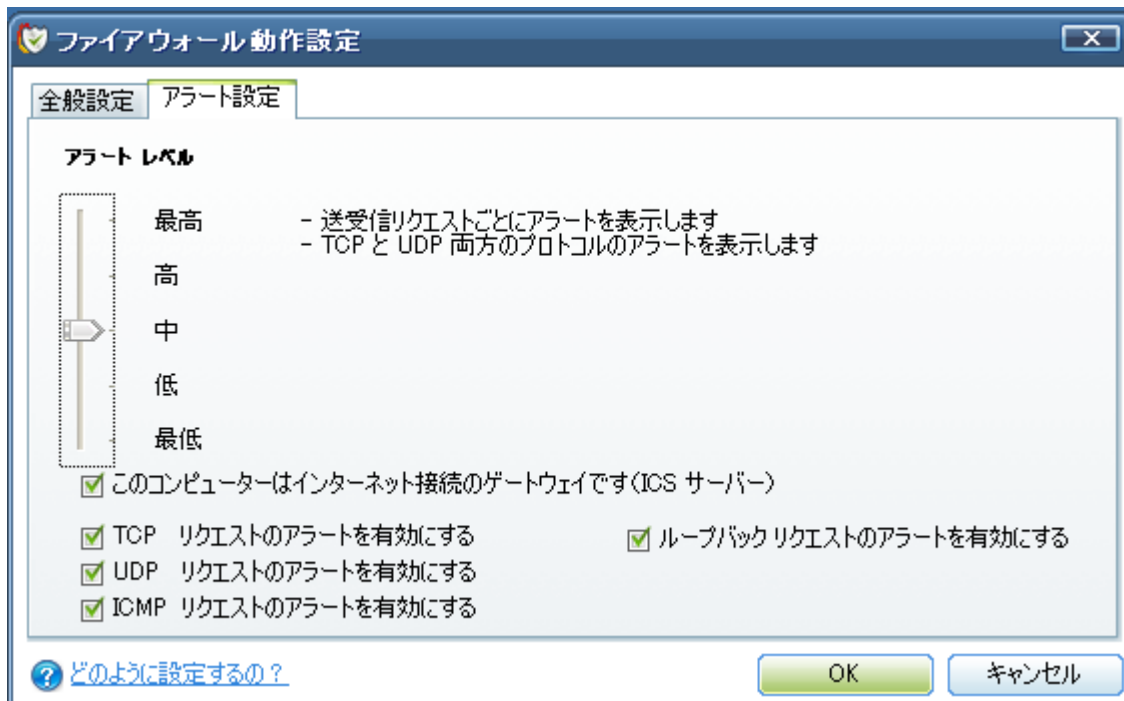 ファイアウォール動作設定
全般設定 アラート設定
アラート レベル
最高 - 送受信リクエストごとにアラートを表示します
- TCP と UDP 両方のプロトコルのアラートを表示します
高
中
低
最低
このコンピューターはインターネット接続のゲートウェイです(ICS サーバー)
TCP リクエストのアラートを有効にする ループバック リクエストのアラートを有効にする
UDP リクエストのアラートを有効にする
ICMP リクエストのアラートを有効にする
どのように設定するの? OK キャンセル